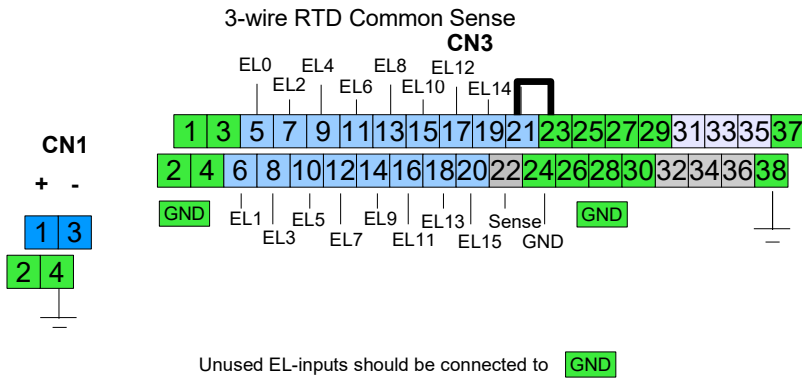 3-wire RTD Common Sense
CN3
EL0 EL4 EL8 EL12
EL2 EL6 EL10 EL14
1 3 5 7 9 11 13 15 17 19 21 23 25 27 29 31 33 35 37
CN1
2 4 6 8 10 12 14 16 18 20 22 24 26 28 30 32 34 36 38
+ -
GND EL1 EL5 EL9 EL13 Sense GND
EL3 EL7 EL11 EL15 GND
1 3
2 4
Unused EL-inputs should be connected to GND